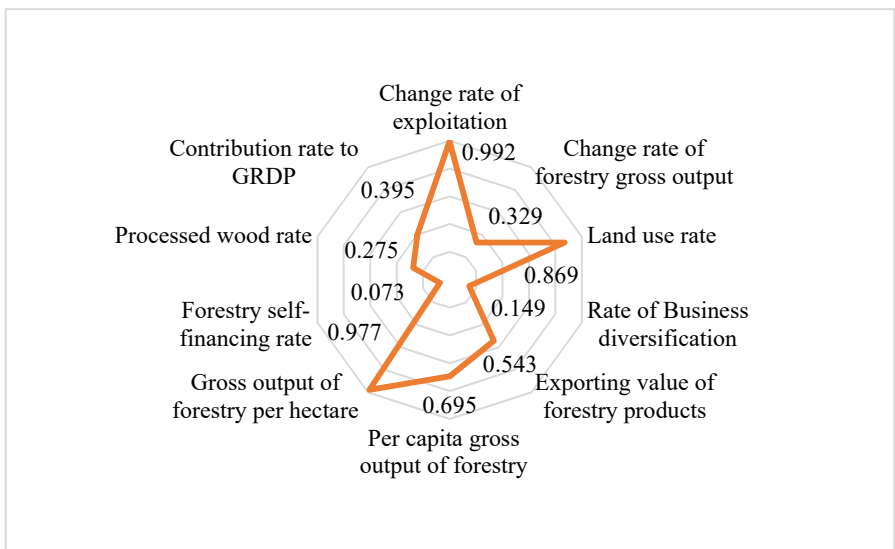 Change rate of
exploitation
0.992
Change rate of
forestry gross output
0.329
Land use rate
0.869
Rate of Business
diversification
0.149
Exporting value of
forestry products
0.543
Per capita gross
output of forestry
0.695
Gross output of
forestry per hectare
0.977
Forestry self-
financing rate
0.073
Processed wood rate
0.275
Contribution rate to
GRDP
0.395